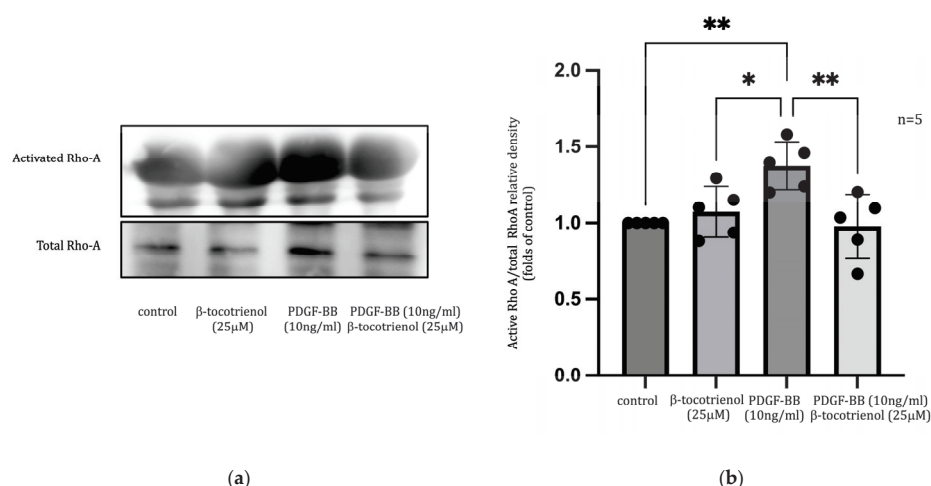 Activated Rho-A
Total Rho-A
control
β-tocotrienol
(25μM)
PDGF-BB
(10ng/ml)
PDGF-BB (10ng/ml)
β-tocotrienol (25μM)
(a)
**
*
**
n=5
Active Rho A/total RhoA relative density
(folds of control)
2.0
1.5
1.0
0.5
0.0
control
β-tocotrienol
(25μM)
PDGF-BB
(10ng/ml)
PDGF-BB (10ng/ml)
β-tocotrienol (25μM)
(b)